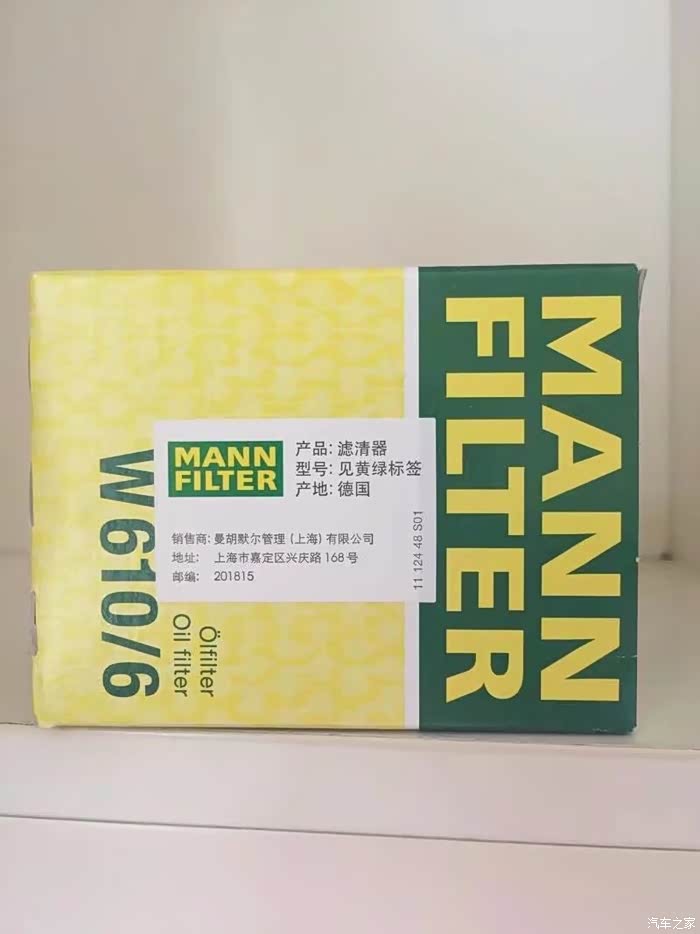 MANN
FILTER
W 610/6
Ölfilter
Oil filter
MANN
FILTER
产品: 滤清器
型号: 见黄绿标签
产地: 德国
销售商: 曼胡默尔管理 (上海) 有限公司
地址: 上海市嘉定区兴庆路 168 号
邮编: 201815
11 124 48 S01
汽车之家